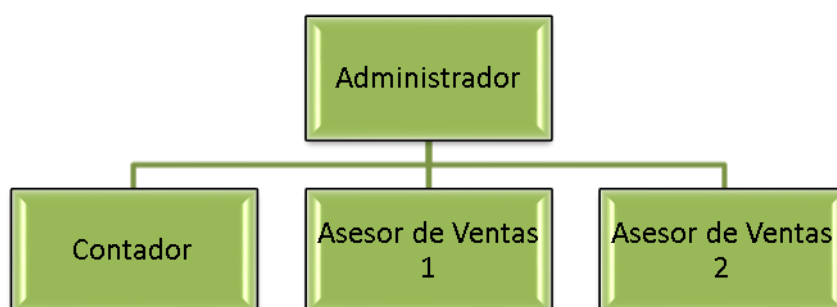 Administrador
Contador
Asesor de Ventas
1
Asesor de Ventas
2